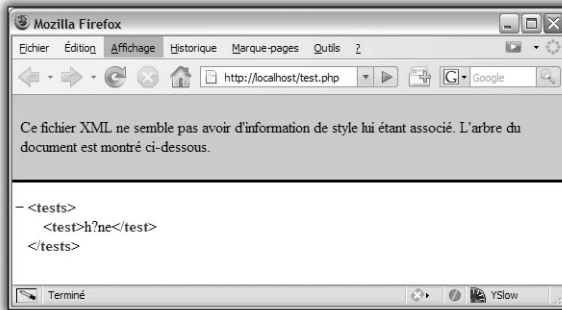 Mozilla Firefox
Fichier Édition Affichage Historique Marque-pages Outils ?
http://localhost/test.php G Google
Ce fichier XML ne semble pas avoir d'information de style lui étant associé. L'arbre du
document est montré ci-dessous.
− <tests>
<test>h?ne</test>
</tests>
Terminé YSlow